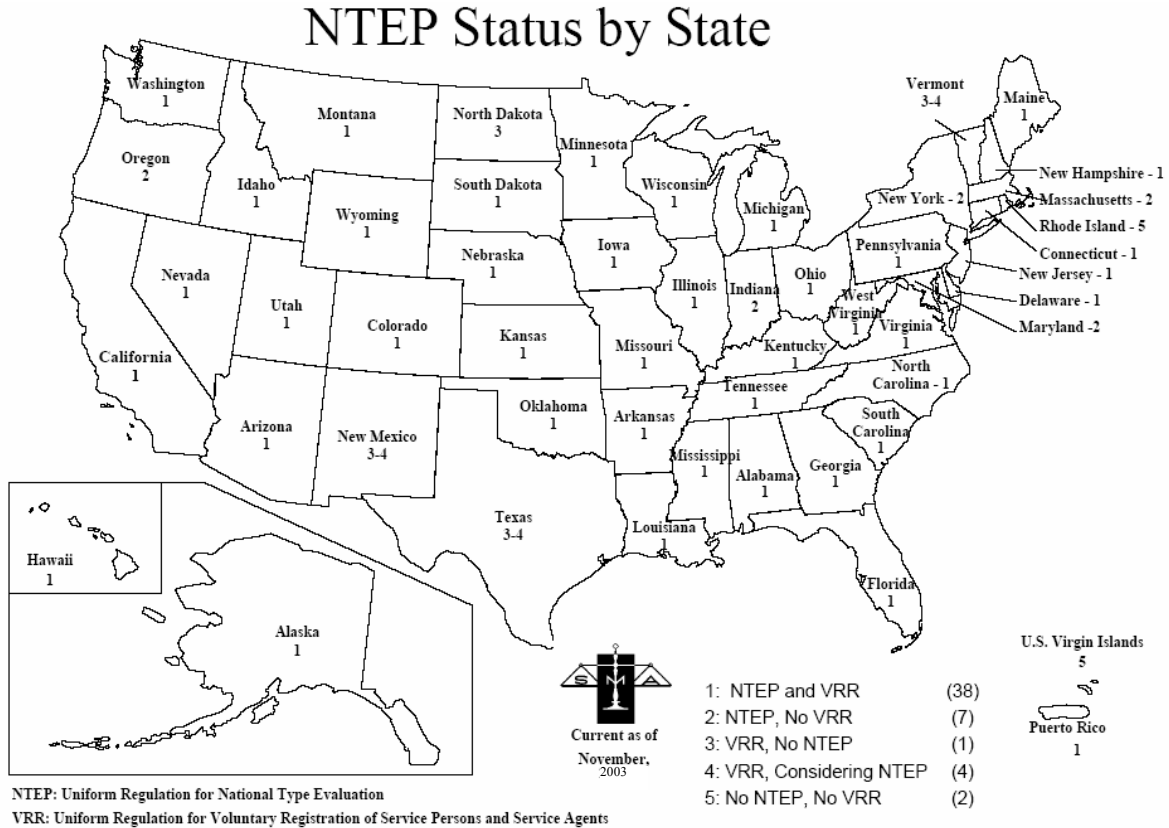 NTEP Status by State
Washington
1
Montana
1
North Dakota
3
Minnesota
1
Vermont
3-4
Maine
1
Oregon
2
Idaho
1
Wyoming
1
South Dakota
1
Wisconsin
1
Michigan
1
New York - 2
New Hampshire - 1
Massachusetts - 2
Rhode Island - 5
Connecticut - 1
New Jersey - 1
Delaware - 1
Maryland -2
Nevada
1
Utah
1
Colorado
1
Nebraska
1
Iowa
1
Illinois
1
Indiana
2
Ohio
1
Pennsylvania
1
West
Virginia
1
Virginia
1
California
1
Kansas
1
Missouri
1
Kentucky
1
Tennessee
1
North
Carolina - 1
Arizona
1
New Mexico
3-4
Oklahoma
1
Arkansas
1
South
Carolina
1
Mississippi
1
Alabama
1
Georgia
1
Texas
3-4
Louisiana
1
Florida
1
Hawaii
1
Alaska
1
U.S. Virgin Islands
5
Puerto Rico
1
S M A
Current as of
November,
2003
1: NTEP and VRR (38)
2: NTEP, No VRR (7)
3: VRR, No NTEP (1)
4: VRR, Considering NTEP (4)
5: No NTEP, No VRR (2)
NTEP: Uniform Regulation for National Type Evaluation
VRR: Uniform Regulation for Voluntary Registration of Service Persons and Service Agents